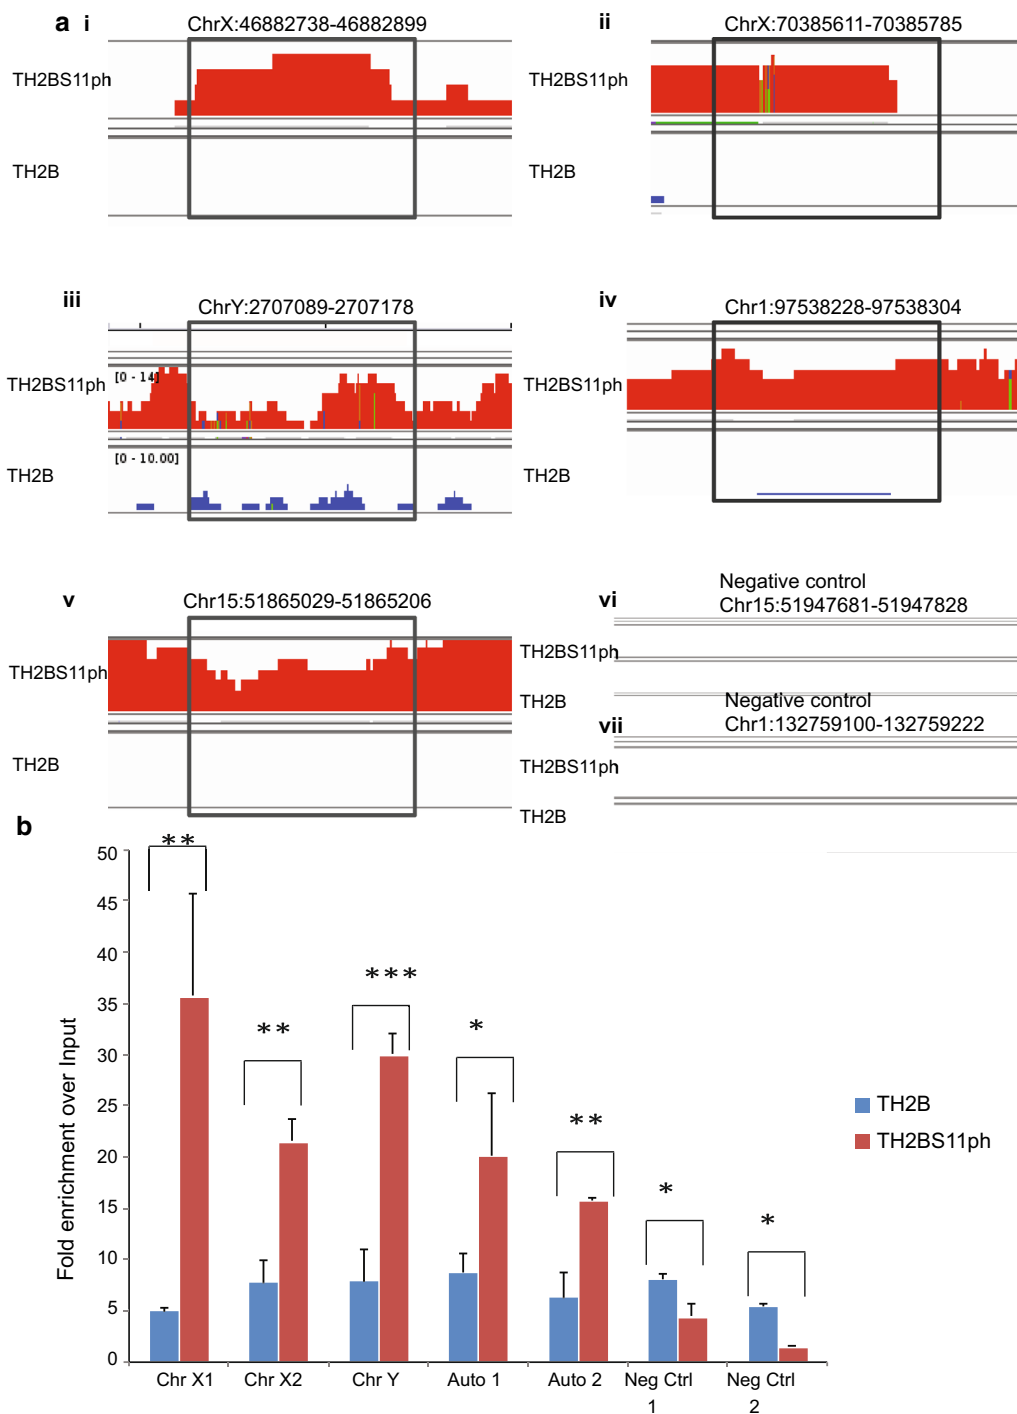 a i ChrX:46882738-46882899
TH2BS11ph
TH2B
ii ChrX:70385611-70385785
TH2BS11ph
TH2B
iii ChrY:2707089-2707178
TH2BS11ph [0 - 14]
[0 - 10.00]
TH2B
iv Chr1:97538228-97538304
TH2BS11ph
TH2B
v Chr15:51865029-51865206
TH2BS11ph
TH2B
vi Negative control
Chr15:51947681-51947828
TH2BS11ph
TH2B
Negative control
vii Chr1:132759100-132759222
TH2BS11ph
TH2B
b
Fold enrichment over Input
50
45
40
35
30
25
20
15
10
5
0
** ** *** * ** * *
Chr X1 Chr X2 Chr Y Auto 1 Auto 2 Neg Ctrl 1 Neg Ctrl 2
TH2B
TH2BS11ph